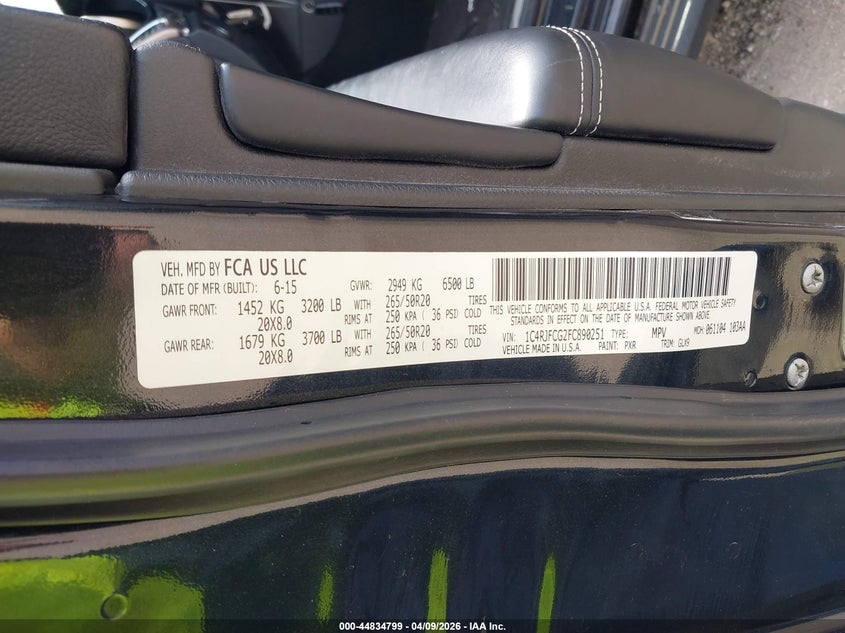 VEH. MFD BY FCA US LLC
DATE OF MFR (BUILT): 6-15 GVWR: 2949 KG 6500 LB
GAWR FRONT: 1452 KG 3200 LB WITH 265/50R20 TIRES
20X8.0 RIMS AT 250 KPA ( 36 PSI) COLD
GAWR REAR: 1679 KG 3700 LB WITH 265/50R20 TIRES
20X8.0 RIMS AT 250 KPA ( 36 PSI) COLD
THIS VEHICLE CONFORMS TO ALL APPLICABLE U.S.A. FEDERAL MOTOR VEHICLE SAFETY
STANDARDS IN EFFECT ON THE DATE OF MANUFACTURE SHOWN ABOVE.
VIN: 1C4RJFCG2FC890251 TYPE: MPV MDH: 061104 103AA
VEHICLE MADE IN U.S.A. PAINT: PXR TRIM: GLX9
000-44834799 - 04/09/2026 - IAA Inc.